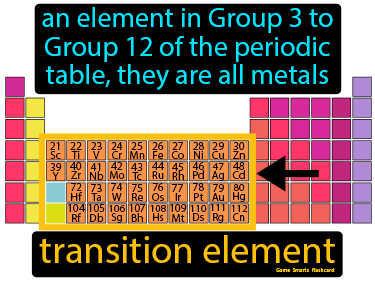 an element in Group 3 to
Group 12 of the periodic
table, they are all metals
21 22 23 24 25 26 27 28 29 30
Sc Ti V Cr Mn Fe Co Ni Cu Zn
39 40 41 42 43 44 45 46 47 48
Y Zr Nb Mo Tc Ru Rh Pd Ag Cd
72 73 74 75 76 77 78 79 80
Hf Ta W Re Os Ir Pt Au Hg
104 105 106 107 108 109 110 111 112
Rf Db Sg Bh Hs Mt Ds Rg Cn
transition element
Game Smartz flashcard